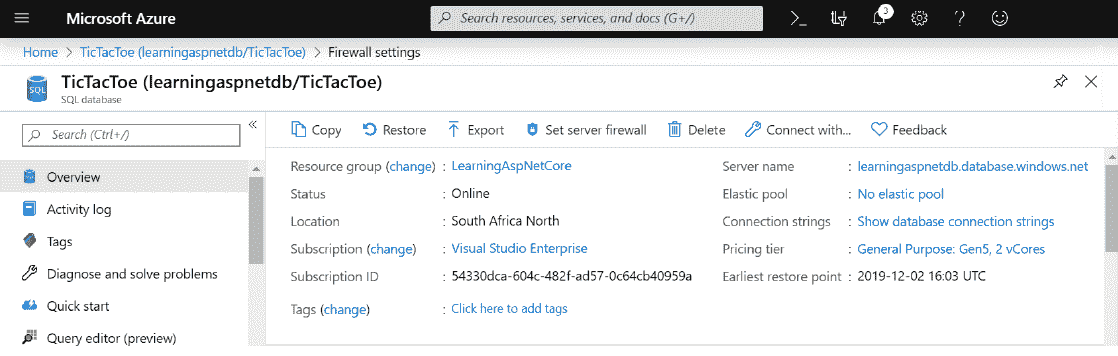 Microsoft Azure
Search resources, services, and docs (G+/)
3
Home > TicTacToe (learningaspnetdb/TicTacToe) > Firewall settings
SQL
TicTacToe (learningaspnetdb/TicTacToe)
SQL database
Search (Ctrl+/)
«
Overview
Activity log
Tags
Diagnose and solve problems
Quick start
Query editor (preview)
Copy Restore Export Set server firewall Delete Connect with... Feedback
Resource group (change) : LearningAspNetCore
Status : Online
Location : South Africa North
Subscription (change) : Visual Studio Enterprise
Subscription ID : 54330dca-604c-482f-ad57-0c64cb40959a
Tags (change) : Click here to add tags
Server name : learningaspnetdb.database.windows.net
Elastic pool : No elastic pool
Connection strings : Show database connection strings
Pricing tier : General Purpose: Gen5, 2 vCores
Earliest restore point : 2019-12-02 16:03 UTC